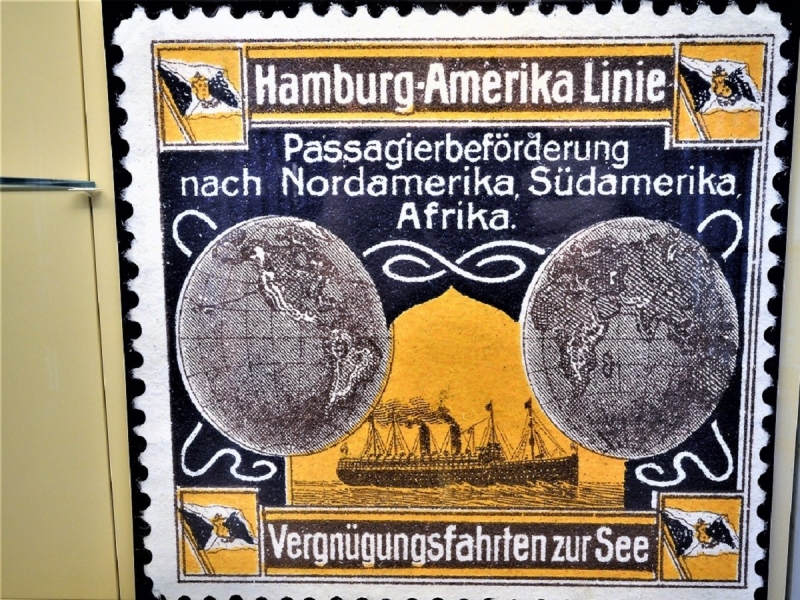 Hamburg-Amerika Linie
Passagierbeförderung
nach Nordamerika, Südamerika,
Afrika.
Vergnügungsfahrten zur See